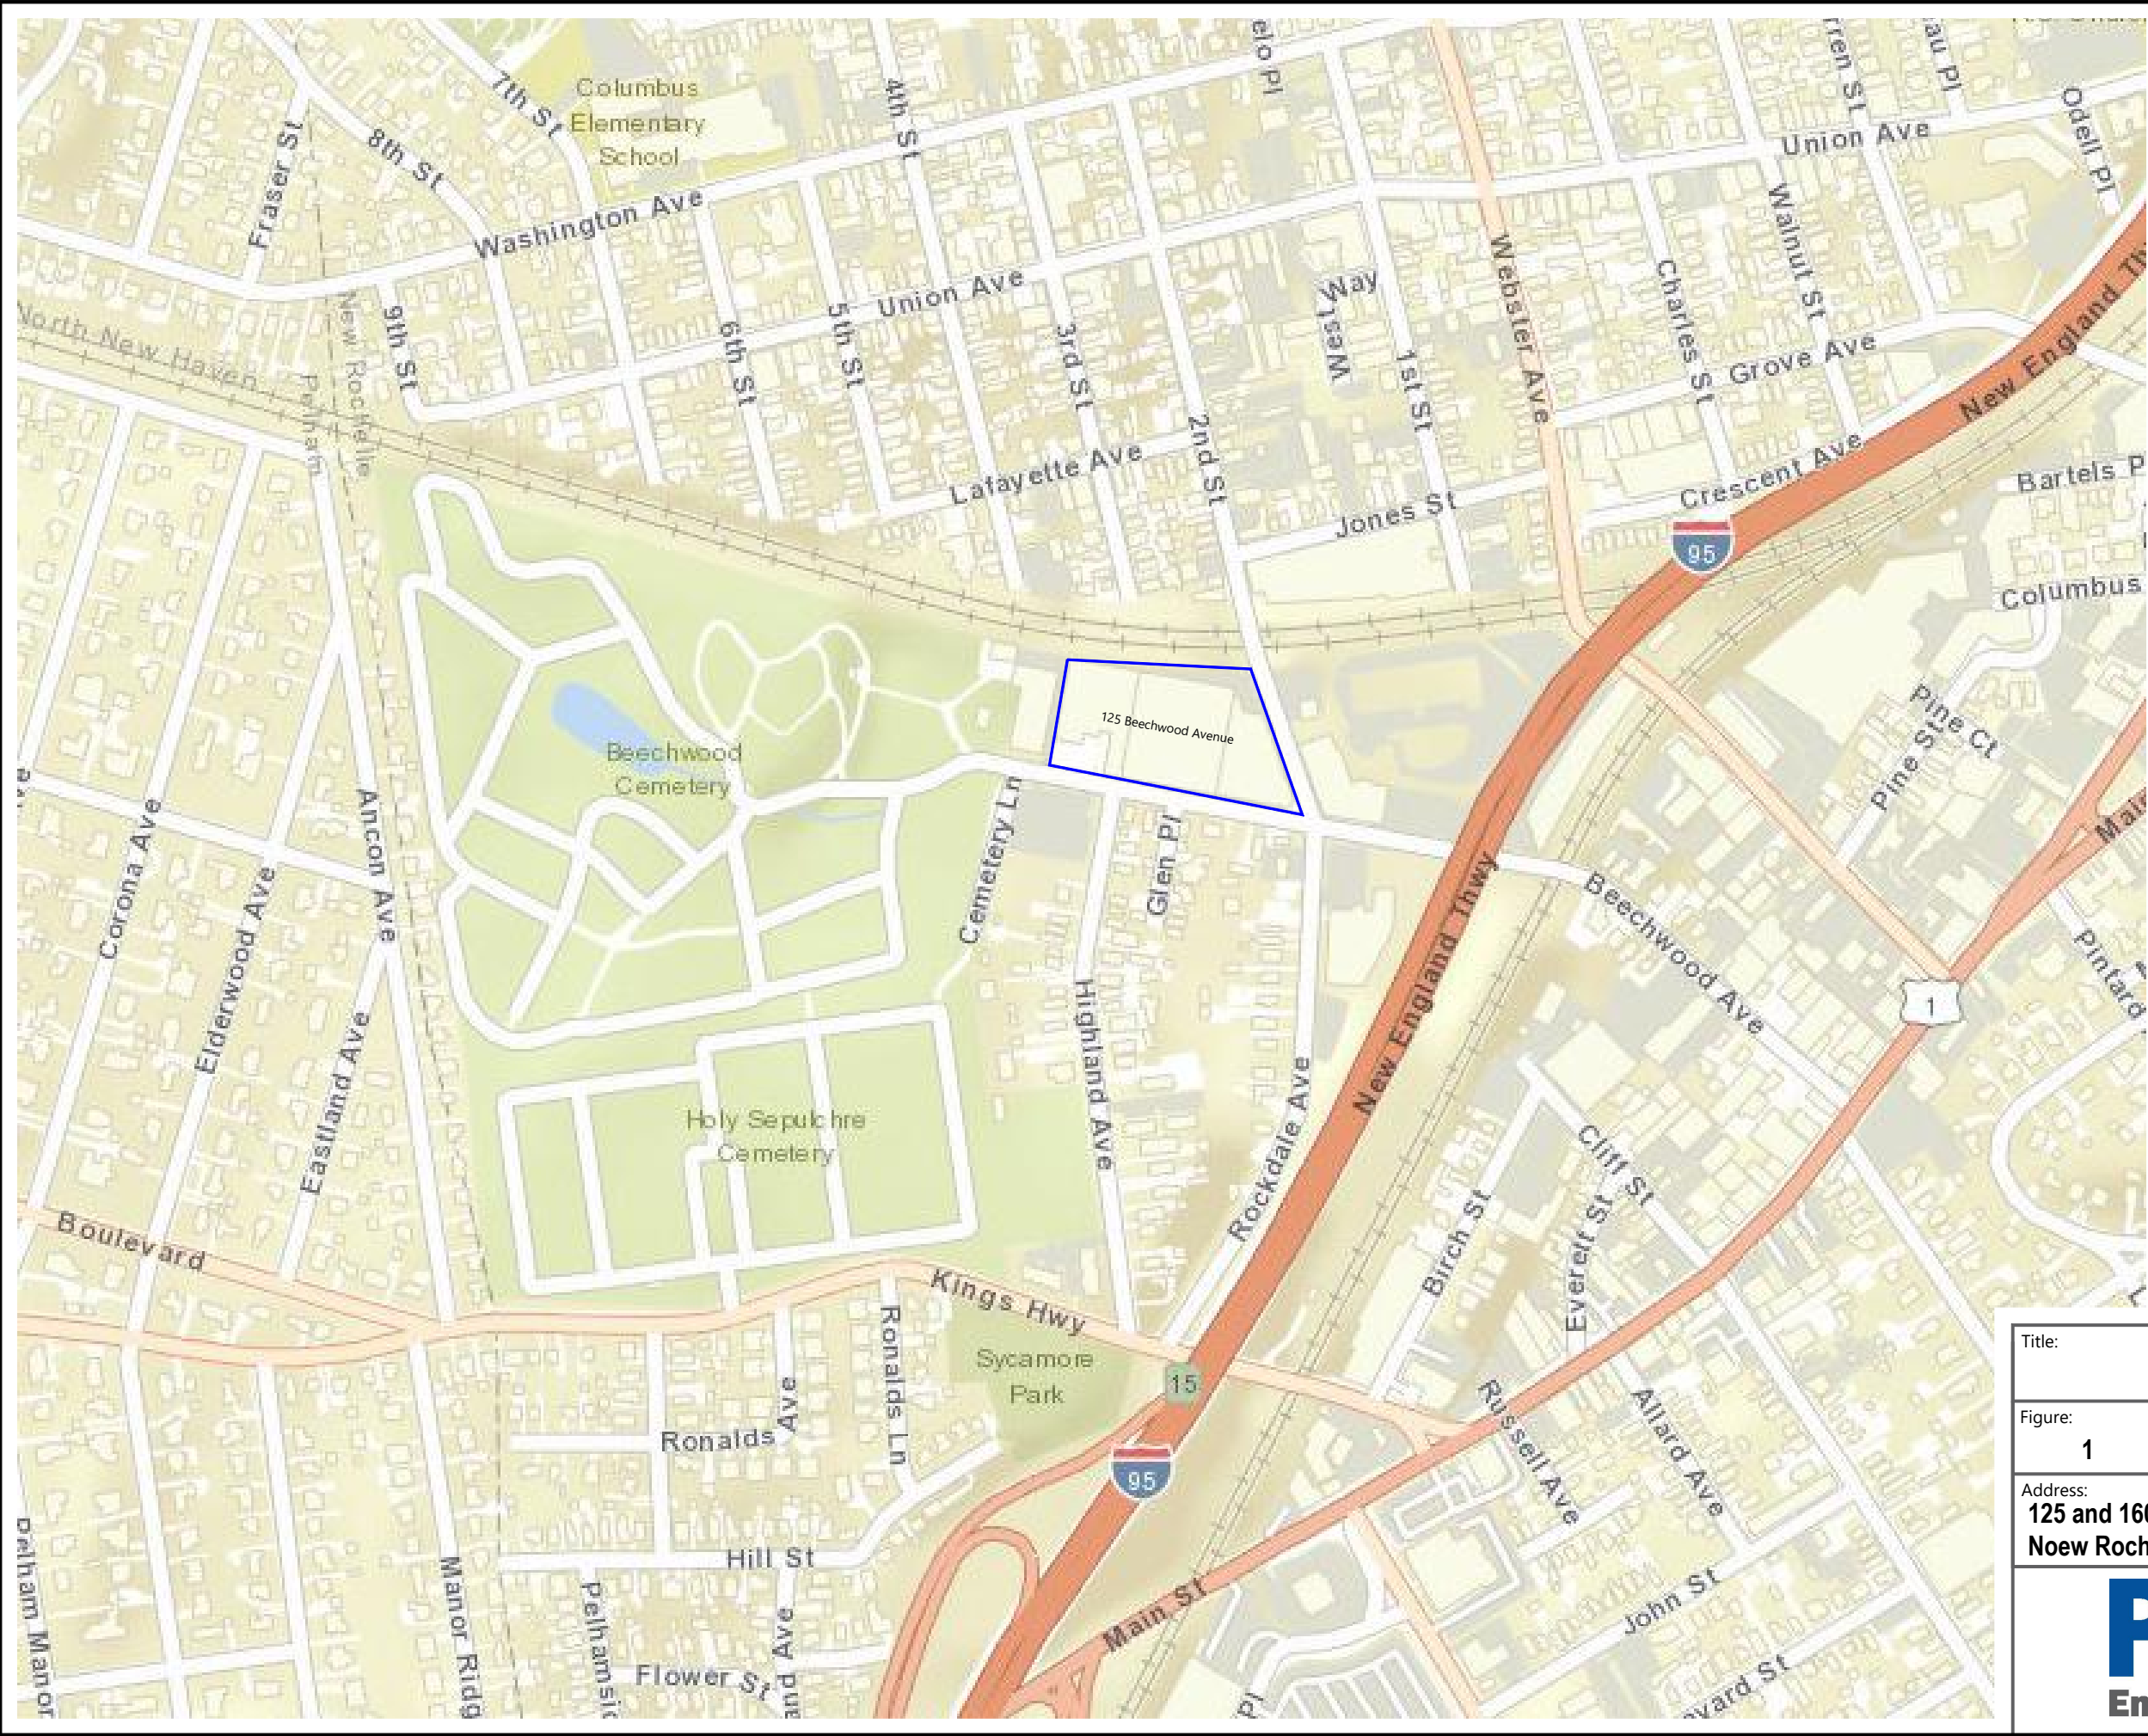 7th St
Columbus
Elementary
School
4th St
Union Ave
Odell Pl
Fraser St
8th St
Washington Ave
Walnut St
Webster Ave
Charles St
North New Haven
New Rochelle
Pelham
9th St
6th St
5th St
Union Ave
3rd St
West
Way
1st St
Grove Ave
New England
Lafayette Ave
2nd St
Jones St
Crescent Ave
95
Bartels P
Columbus
125 Beechwood Avenue
Beechwood
Cemetery
Pine Ct
Pine St
Corona Ave
Ancon Ave
Elderwood Ave
Eastland Ave
Cemetery Ln
Glen Pl
Highland Ave
New England Thwy
Beechwood Ave
Pintard
1
Holy Sepulchre
Cemetery
Rockdale Ave
Cliff St
Birch St
Everett St
Boulevard
Kings Hwy
Sycamore
Park
15
95
Ronalds Ln
Ronalds Ave
Russell Ave
Allard Ave
Hill St
Pelham Manor
Manor Ridg
Flower St
Main St
John St
Title:
Figure:
1
Address:
125 and 16
Noew Roch
P
En